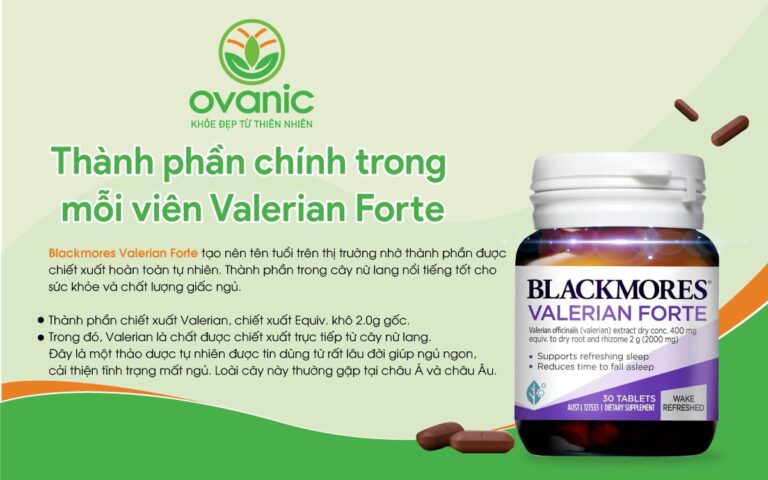 ovanic
KHỎE ĐẸP TỪ THIÊN NHIÊN
Thành phần chính trong
mỗi viên Valerian Forte
Blackmores Valerian Forte tạo nên tên tuổi trên thị trường nhờ thành phần được
chiết xuất hoàn toàn tự nhiên. Thành phần trong cây nữ lang nổi tiếng tốt cho
sức khỏe và chất lượng giấc ngủ.
• Thành phần chiết xuất Valerian, chiết xuất Equiv. khô 2.0g gốc.
• Trong đó, Valerian là chất được chiết xuất trực tiếp từ cây nữ lang.
Đây là một thảo dược tự nhiên được tin dùng từ rất lâu đời giúp ngủ ngon,
cải thiện tình trạng mất ngủ. Loài cây này thường gặp tại châu Á và châu Âu.
BLACKMORES®
VALERIAN FORTE
Valerian officinalis (valerian) extract dry conc. 400 mg
equiv. to dry root and rhizome 2 g (2000 mg)
• Supports refreshing sleep
• Reduces time to fall asleep
30 TABLETS
AUST L 127533 | DIETARY SUPPLEMENT
WAKE
REFRESHED